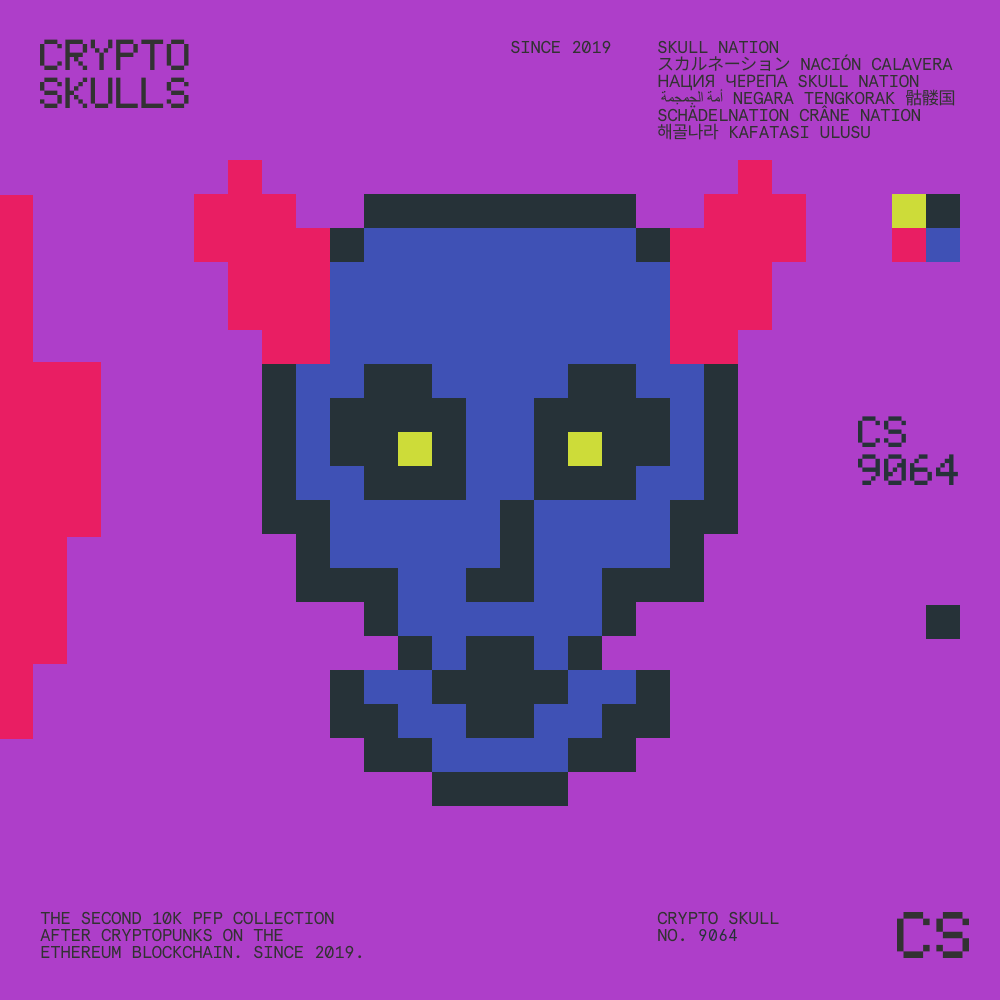 CRYPTO
SKULLS
SINCE 2019
SKULL NATION
スカルネーション NACIÓN CALAVERA
НАЦИЯ ЧЕРЕПА SKULL NATION
أمة الجمجمة NEGARA TENGKORAK 骷髅国
SCHÄDELNATION CRÂNE NATION
해골나라 KAFATASI ULUSU
CS
9064
THE SECOND 10K PFP COLLECTION
AFTER CRYPTOPUNKS ON THE
ETHEREUM BLOCKCHAIN. SINCE 2019.
CRYPTO SKULL
NO. 9064
CS